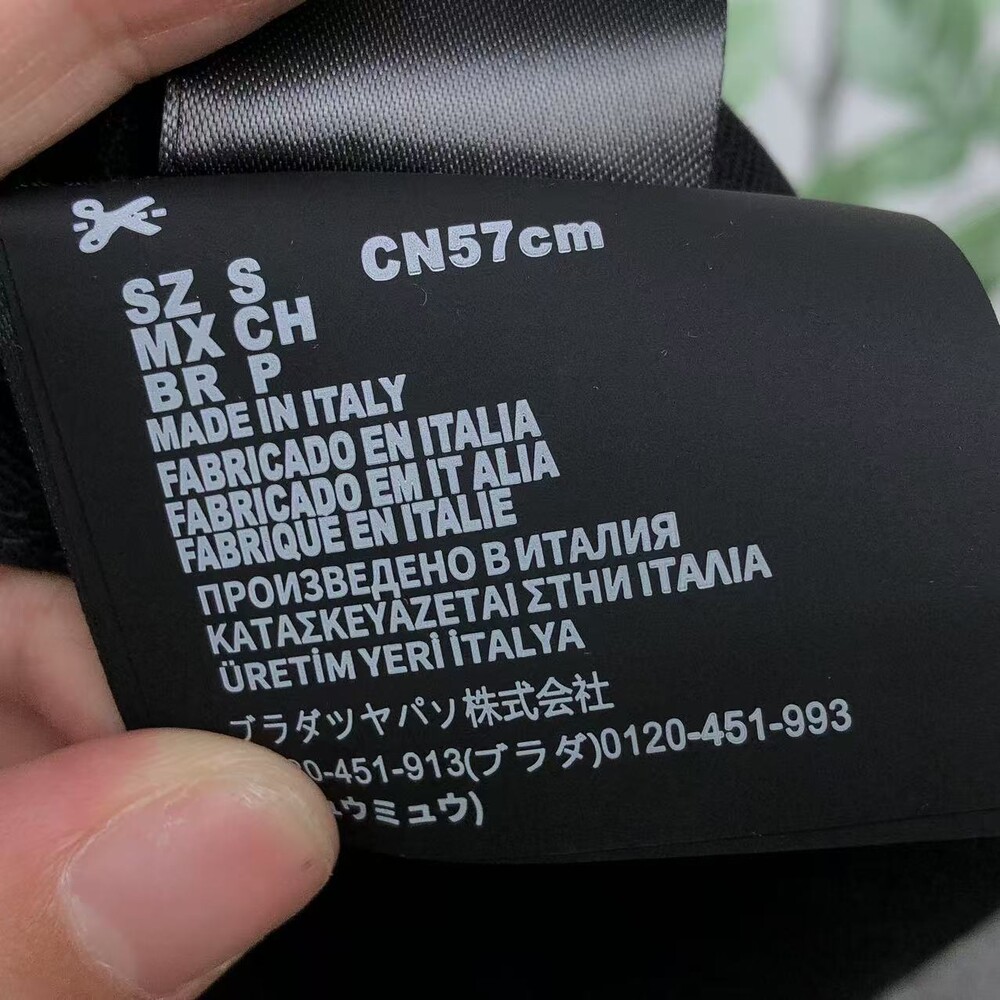 CN57cm
SZ S
MX CH
BR P
MADE IN ITALY
FABRICADO EN ITALIA
FABRICADO EM IT ALIA
FABRIQUE EN ITALIE
ПРОИЗВЕДЕНО В ИТАЛИЯ
ΚΑΤΑΣΚΕΥΑΖΕΤΑΙ ΣΤΗИ ΙΤΑΛΙΑ
ÜRETİM YERİ İTALYA
ブラダツヤパソ株式会社
0-451-913(ブラダ)0120-451-993
ュウミュウ)